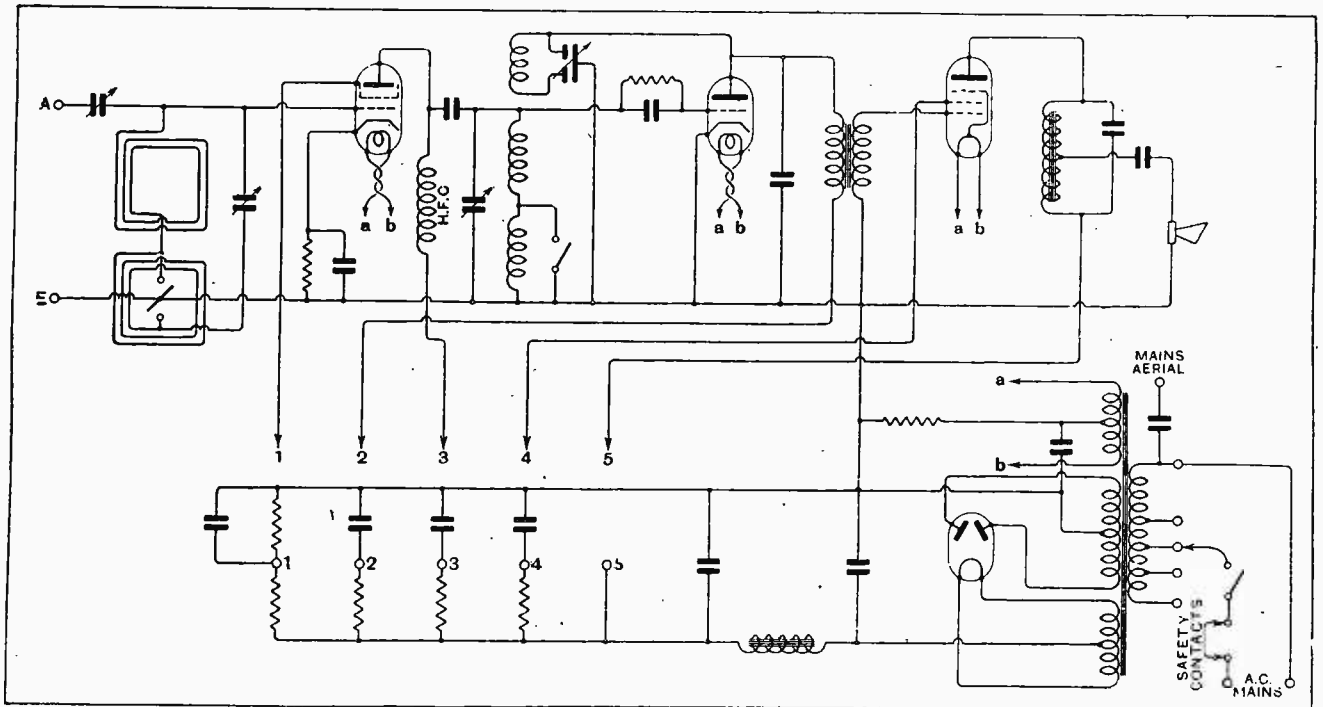 A
E
a b
H.F.C
a b
a b
1 2 3 4 5
a
b
MAINS
AERIAL
1 2 3 4 5
SAFETY
CONTACTS
A.C.
MAINS